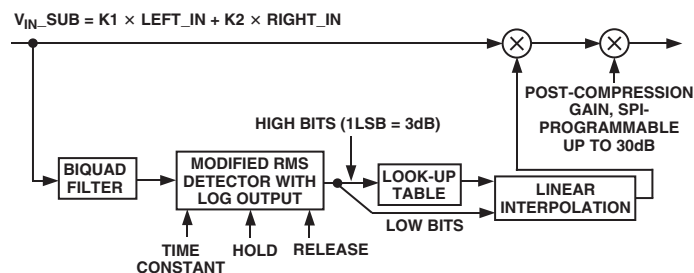 VIN_SUB = K1 × LEFT_IN + K2 × RIGHT_IN
POST-COMPRESSION
GAIN, SPI-
PROGRAMMABLE
UP TO 30dB
HIGH BITS (1LSB = 3dB)
BIQUAD
FILTER
MODIFIED RMS
DETECTOR WITH
LOG OUTPUT
LOOK-UP
TABLE
LINEAR
INTERPOLATION
LOW BITS
TIME
CONSTANT
HOLD
RELEASE